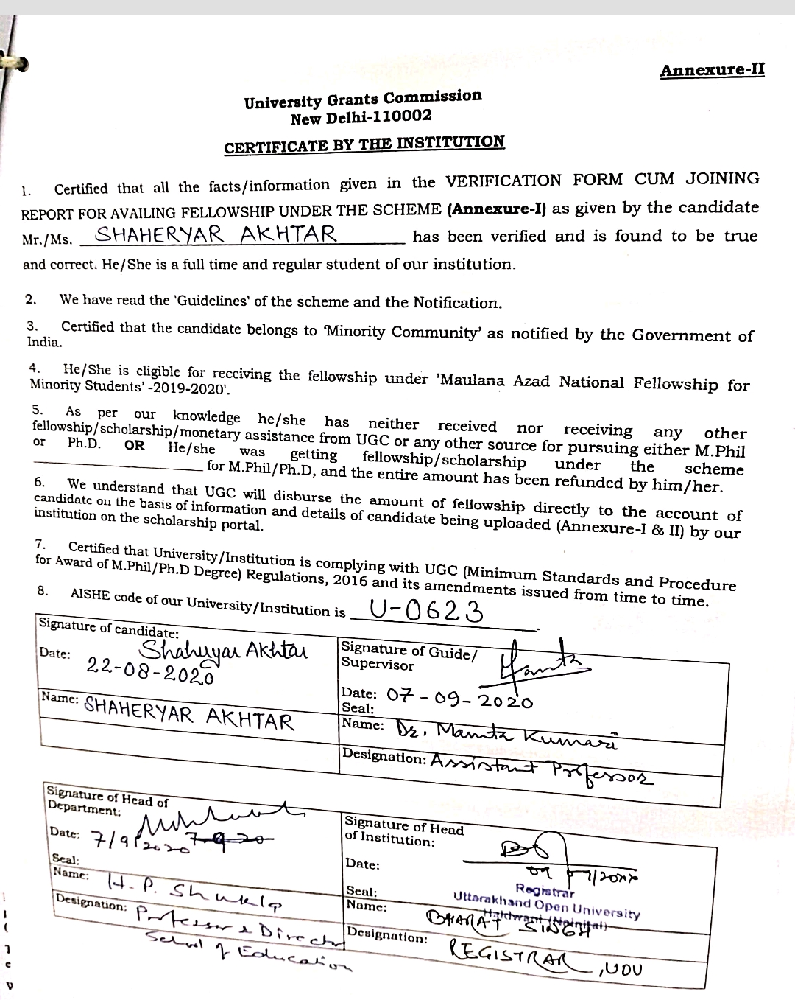 Annexure-II
University Grants Commission
New Delhi-110002
CERTIFICATE BY THE INSTITUTION
1. Certified that all the facts/information given in the VERIFICATION FORM CUM JOINING
REPORT FOR AVAILING FELLOWSHIP UNDER THE SCHEME (Annexure-I) as given by the candidate
Mr./Ms. SHAHERYAR AKHTAR has been verified and is found to be true
and correct. He/She is a full time and regular student of our institution.
2. We have read the 'Guidelines' of the scheme and the Notification.
3. Certified that the candidate belongs to 'Minority Community' as notified by the Government of
India.
4. He/She is eligible for receiving the fellowship under 'Maulana Azad National Fellowship for
Minority Students' -2019-2020'.
5. As per our knowledge he/she has neither received nor receiving any other
fellowship/scholarship/monetary assistance from UGC or any other source for pursuing either M.Phil
or Ph.D. OR He/she was getting fellowship/scholarship under the scheme
____________________ for M.Phil/Ph.D, and the entire amount has been refunded by him/her.
6. We understand that UGC will disburse the amount of fellowship directly to the account of
candidate on the basis of information and details of candidate being uploaded (Annexure-I & II) by our
institution on the scholarship portal.
7. Certified that University/Institution is complying with UGC (Minimum Standards and Procedure
for Award of M.Phil/Ph.D Degree) Regulations, 2016 and its amendments issued from time to time.
8. AISHE code of our University/Institution is U-0623.
Signature of candidate:
Shaheryar Akhtar
Date: 22-08-2020
Name: SHAHERYAR AKHTAR
Signature of Guide/
Supervisor
Mamta
Date: 07-09-2020
Seal:
Name: Dr. Mamta Kumari
Designation: Assistant Professor
Signature of Head of
Department:
Date: 7/9/2020 7-9-20
Seal:
Name: H.P. Shukla
Designation: Professor & Director
School of Education
Signature of Head
of Institution:
Date:
Seal:
Registrar
Uttarakhand Open University
Haldwani (Nainital)
Name: BHARAT SINGH
Designation: REGISTRAR, UOU